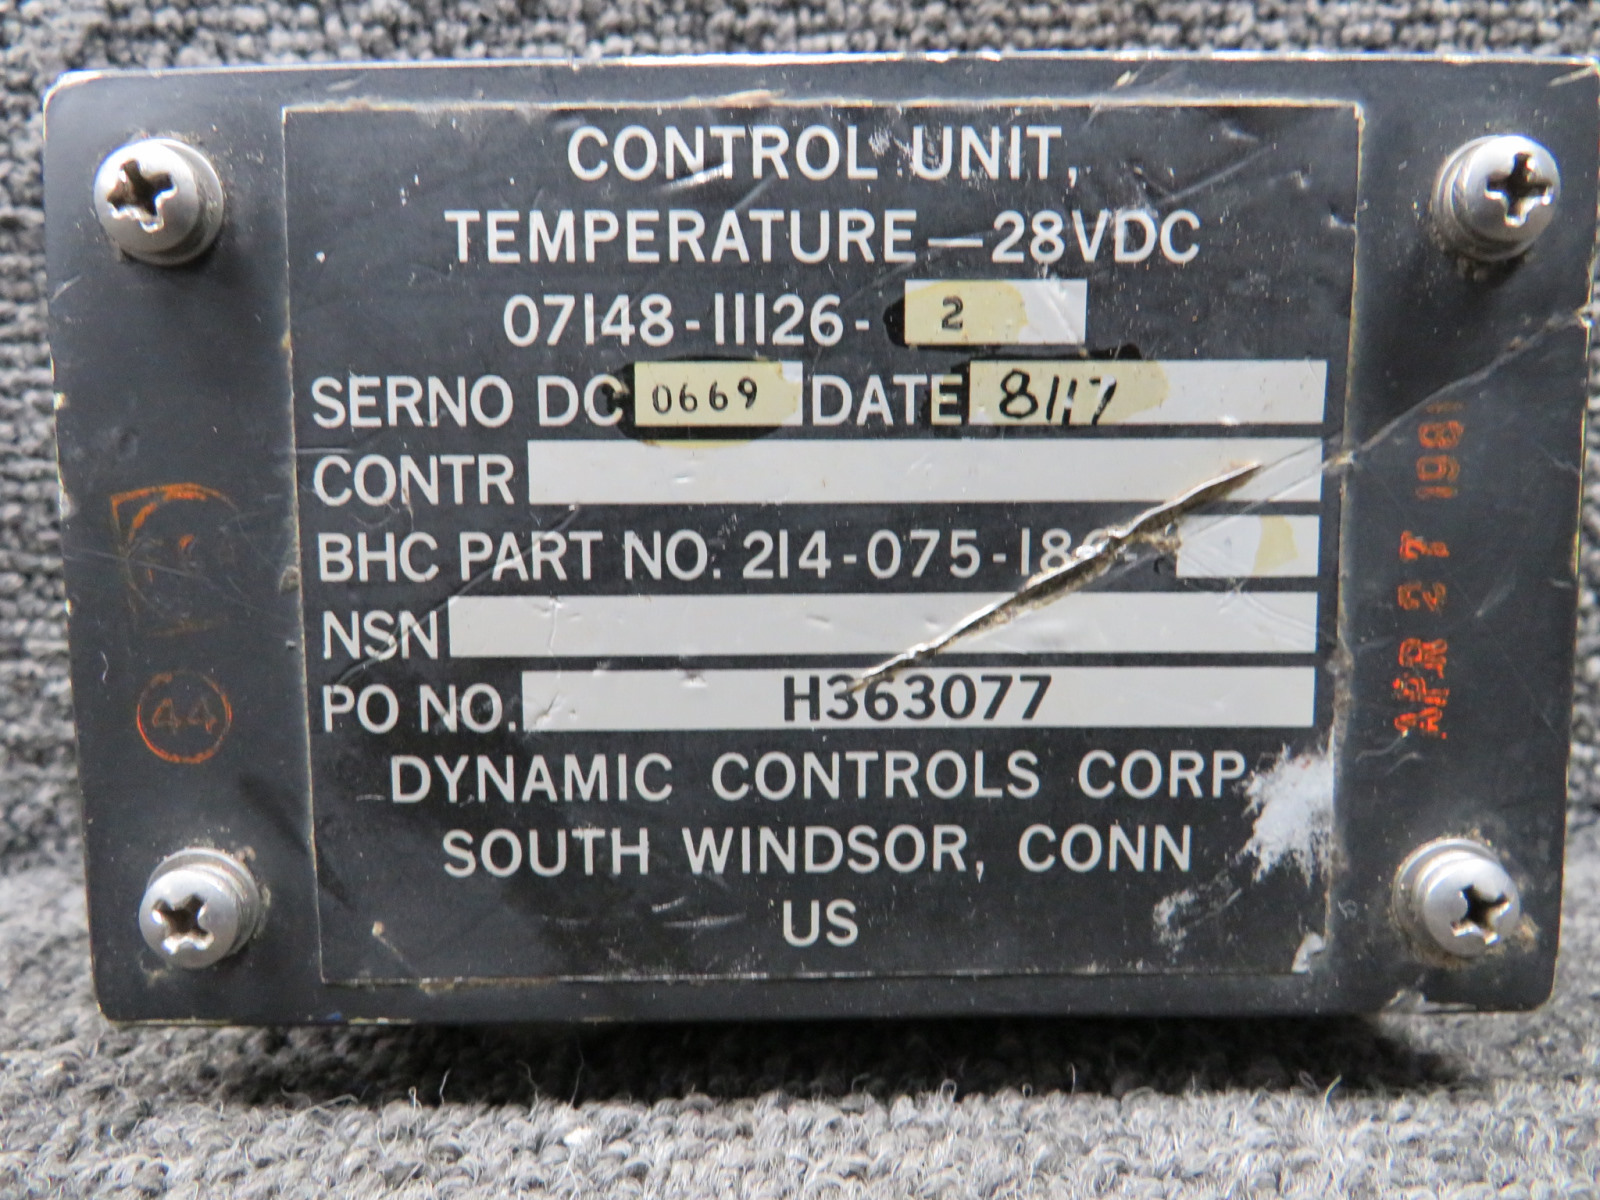 CONTROL UNIT,
TEMPERATURE—28VDC
07148-11126-2
SERNO DC 0669 DATE 8117
CONTR
BHC PART NO. 214-075-18
NSN
PO NO. H363077
DYNAMIC CONTROLS CORP
SOUTH WINDSOR, CONN
US
44
APR 27 198